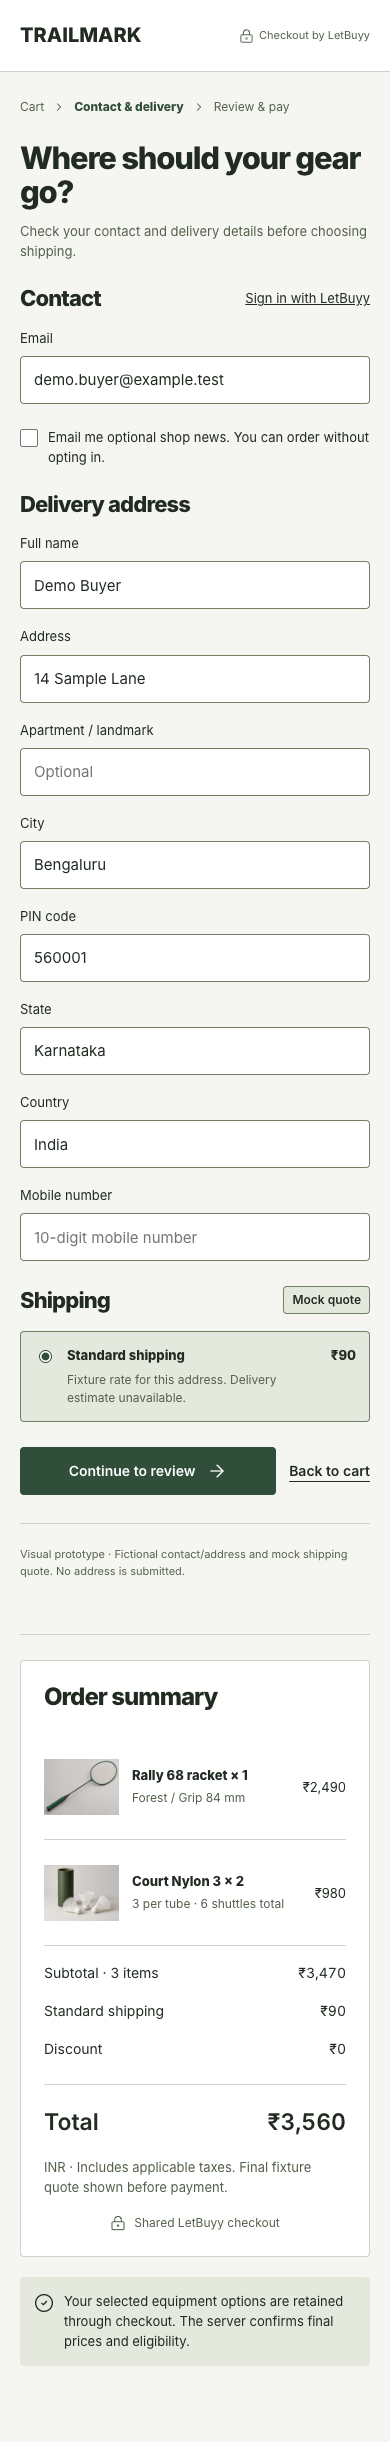 TRAILMARK
Checkout by LetBuyy
Cart > Contact & delivery > Review & pay
Where should your gear
go?
Check your contact and delivery details before choosing
shipping.
Contact
Sign in with LetBuyy
Email
demo.buyer@example.test
Email me optional shop news. You can order without
opting in.
Delivery address
Full name
Demo Buyer
Address
14 Sample Lane
Apartment / landmark
Optional
City
Bengaluru
PIN code
560001
State
Karnataka
Country
India
Mobile number
10-digit mobile number
Shipping
Mock quote
Standard shipping ₹90
Fixture rate for this address. Delivery
estimate unavailable.
Continue to review →
Back to cart
Visual prototype · Fictional contact/address and mock shipping
quote. No address is submitted.
Order summary
Rally 68 racket × 1
Forest / Grip 84 mm
₹2,490
Court Nylon 3 × 2
3 per tube · 6 shuttles total
₹980
Subtotal · 3 items ₹3,470
Standard shipping ₹90
Discount ₹0
Total ₹3,560
INR · Includes applicable taxes. Final fixture
quote shown before payment.
Shared LetBuyy checkout
Your selected equipment options are retained
through checkout. The server confirms final
prices and eligibility.